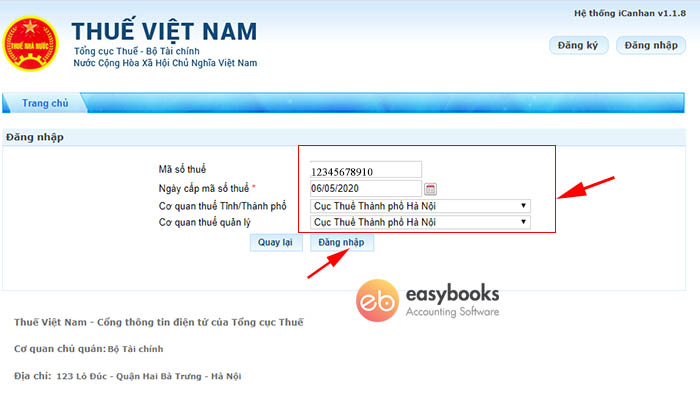 Hệ thống iCanhan v1.1.8
THUẾ NHÀ NƯỚC
THUẾ VIỆT NAM
Tổng cục Thuế - Bộ Tài chính
Nước Cộng Hòa Xã Hội Chủ Nghĩa Việt Nam
Đăng ký
Đăng nhập
Trang chủ
Đăng nhập
Mã số thuế 12345678910
Ngày cấp mã số thuế * 06/05/2020
Cơ quan thuế Tỉnh/Thành phố Cục Thuế Thành phố Hà Nội
Cơ quan thuế quản lý Cục Thuế Thành phố Hà Nội
Quay lại
Đăng nhập
eb easybooks
Accounting Software
Thuế Việt Nam - Cổng thông tin điện tử của Tổng cục Thuế
Cơ quan chủ quản: Bộ Tài chính
Địa chỉ: 123 Lò Đúc - Quận Hai Bà Trưng - Hà Nội